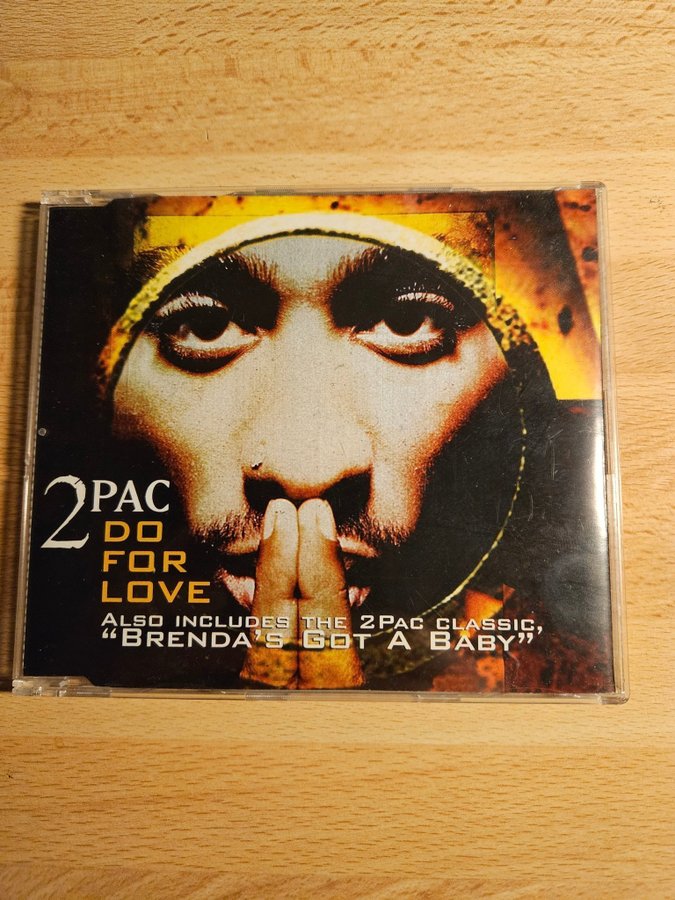 2PAC
DO
FOR
LOVE
ALSO INCLUDES THE 2PAC CLASSIC,
“BRENDA'S GOT A BABY”